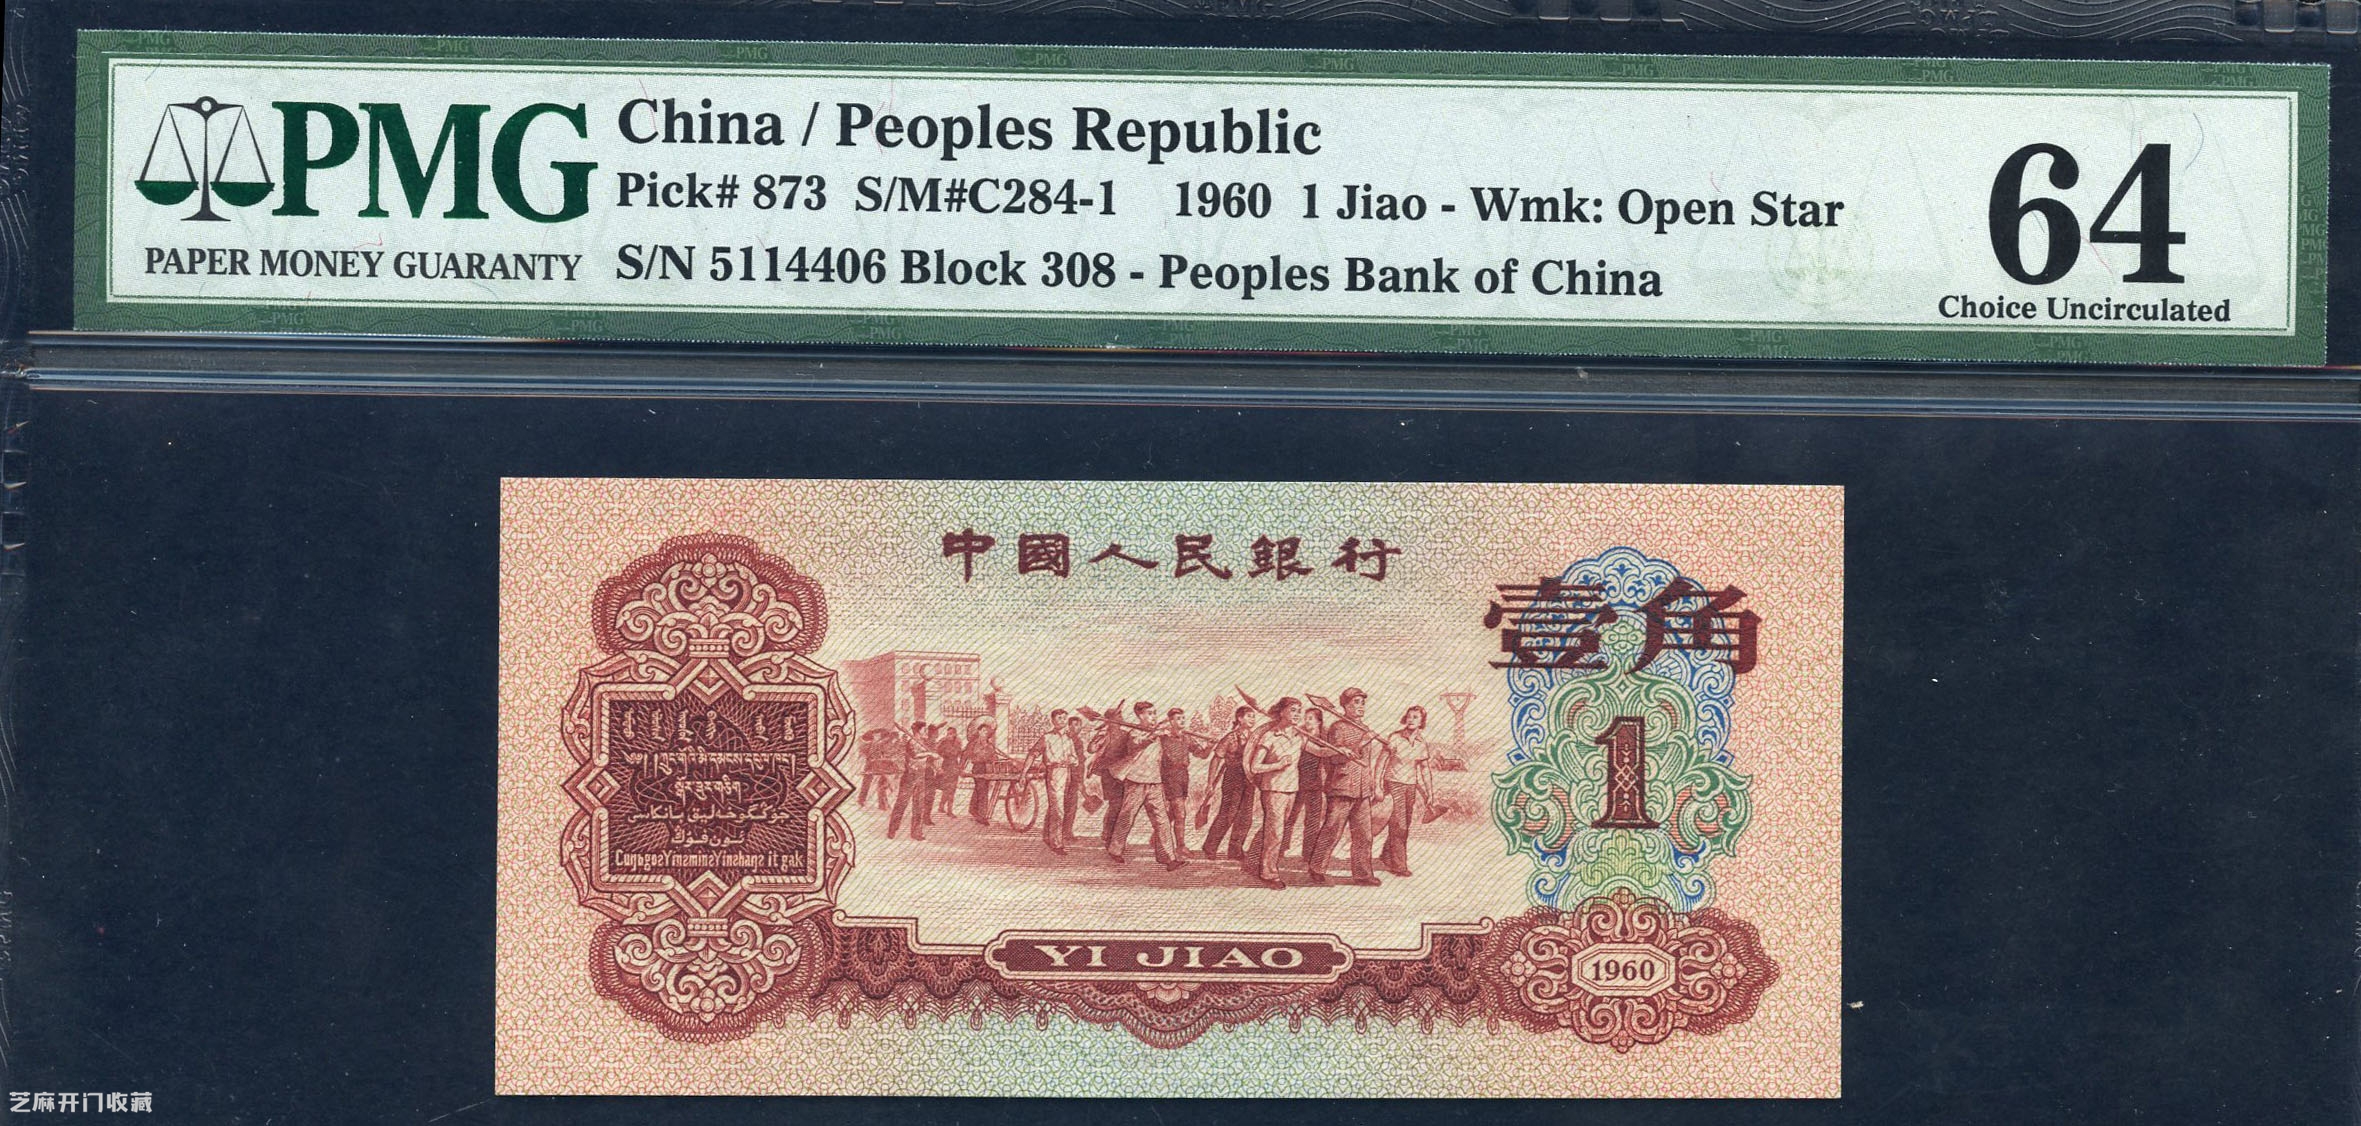 PMG
PAPER MONEY GUARANTY
China / Peoples Republic
Pick# 873 S/M#C284-1 1960 1 Jiao - Wmk: Open Star
S/N 5114406 Block 308 - Peoples Bank of China
64
Choice Uncirculated
中國人民銀行
壹角
1
YI JIAO
1960
芝麻开门收藏